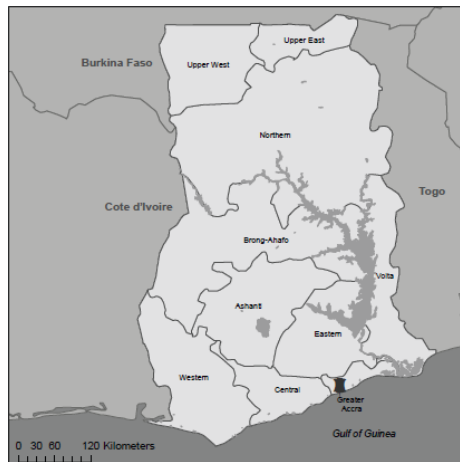 Upper East
Burkina Faso
Upper West
Northern
Togo
Cote d'Ivoire
Brong-Ahafo
Volta
Ashanti
Eastern
Western
Central
Greater
Accra
Gulf of Guinea
0 30 60 120 Kilometers